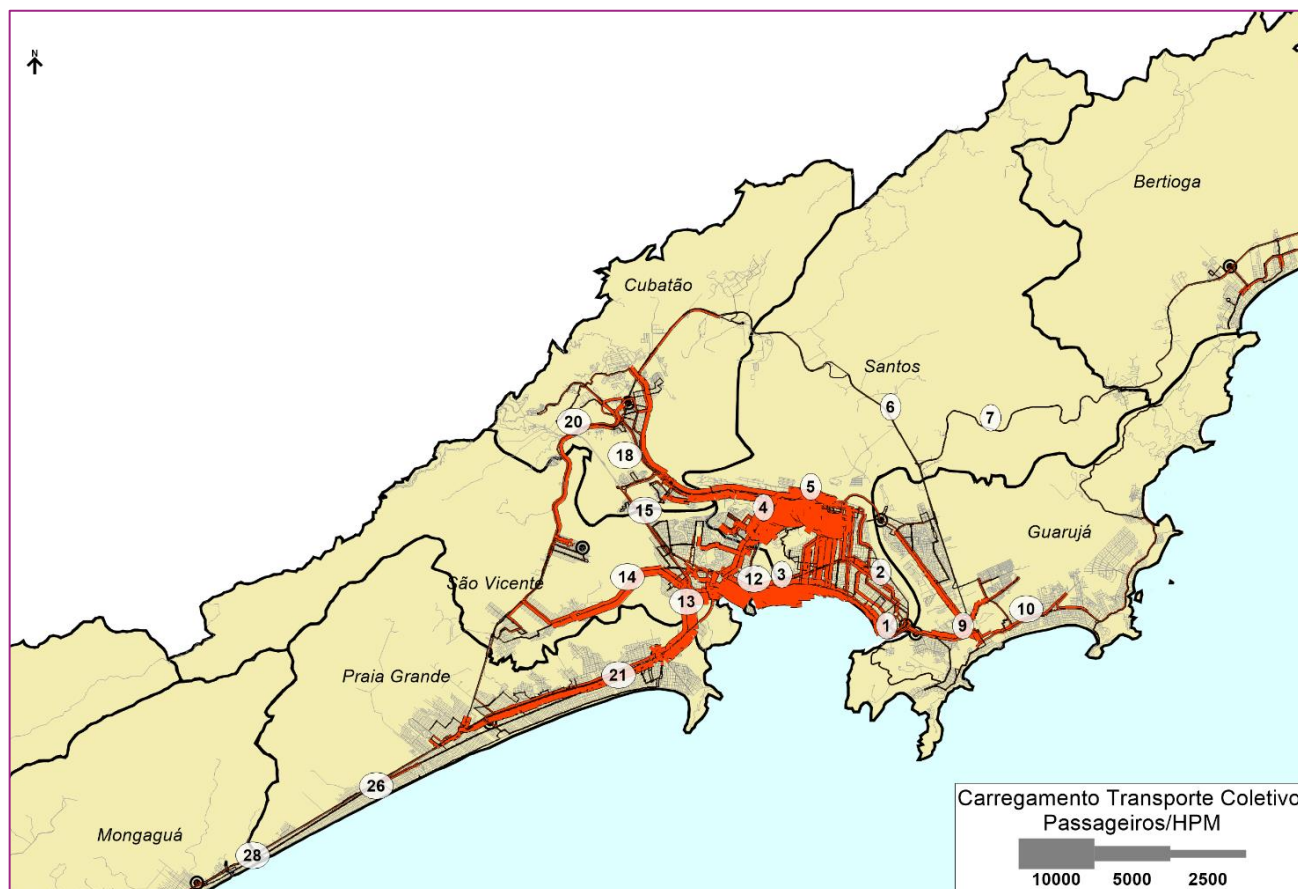 N
Bertioga
Cubatão
Santos
6
7
20
18
5
4
15
Guarujá
São Vicente
14
12
3
2
13
10
1
9
Praia Grande
21
26
Mongaguá
28
Carregamento Transporte Coletivo
Passageiros/HPM
10000 5000 2500